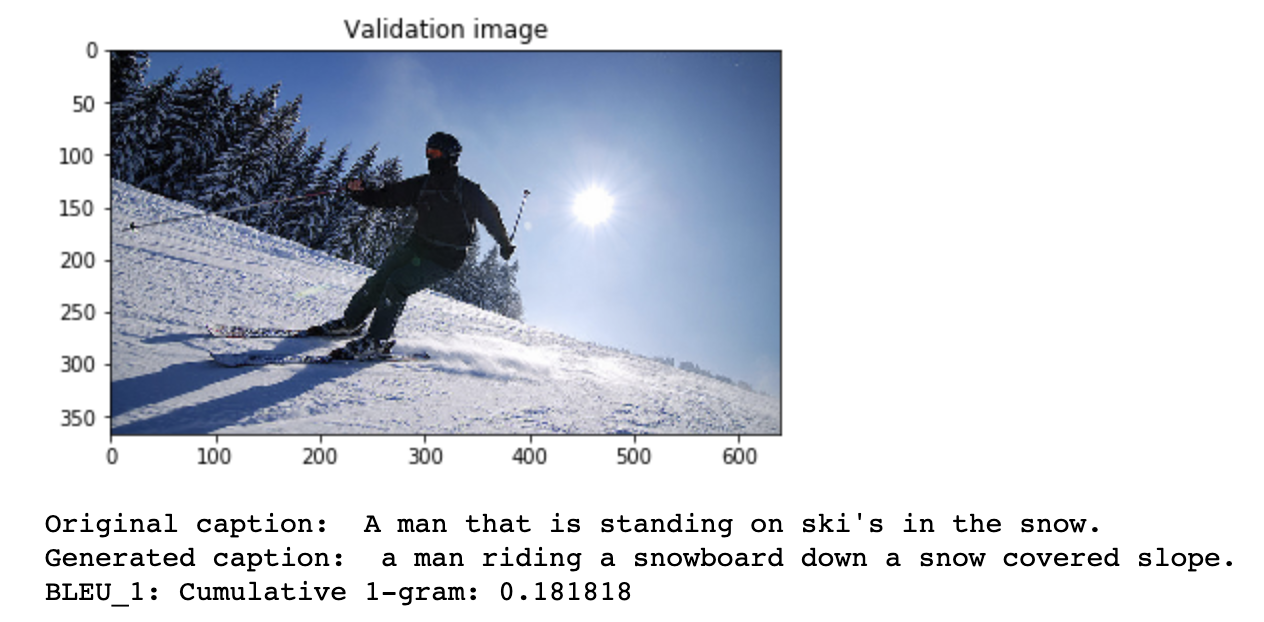 Validation image
0
50
100
150
200
250
300
350
0 100 200 300 400 500 600
Original caption:  A man that is standing on ski's in the snow.
Generated caption:  a man riding a snowboard down a snow covered slope.
BLEU_1: Cumulative 1-gram: 0.181818